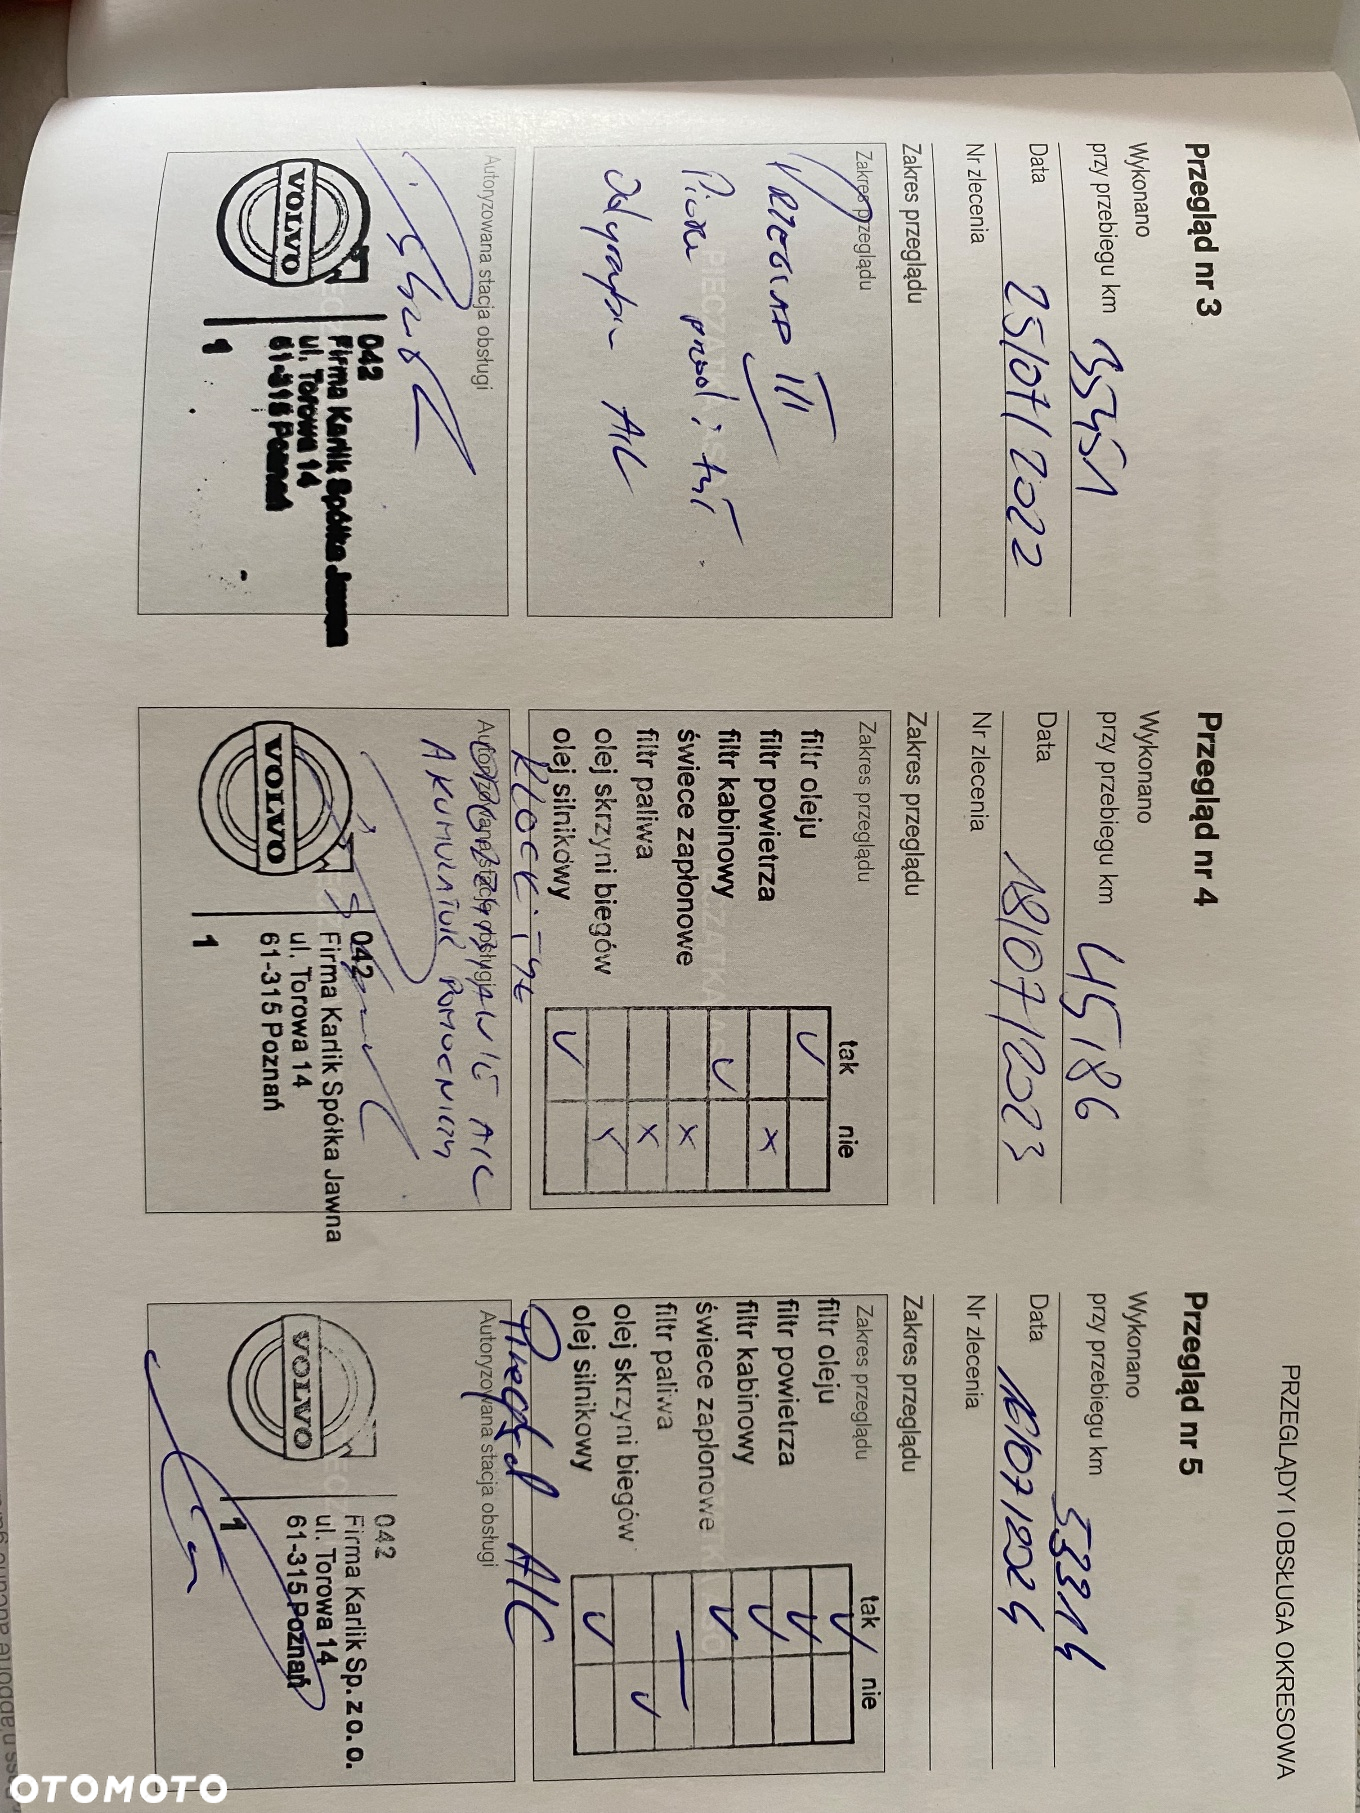 PRZEGLĄDY I OBSŁUGA OKRESOWA
Przegląd nr 3
Wykonano
przy przebiegu km 35451
Data 25/07/2022
Nr zlecenia
Zakres przeglądu
Zakres przeglądu
PRZEGLĄD III
Pióra przód i tył
Odgrzyb. A/C
Autoryzowana stacja obsługi
VOLVO
042
Firma Karlik Spółka Jawna
ul. Torowa 14
61-315 Poznań
1
Przegląd nr 4
Wykonano
przy przebiegu km 45186
Data 18/07/2023
Nr zlecenia
Zakres przeglądu
Zakres przeglądu
tak nie
filtr oleju V
filtr powietrza X
filtr kabinowy V
świece zapłonowe X
filtr paliwa X
olej skrzyni biegów X
olej silnikowy V
KLOCKI TYŁ
Autoryzowana stacja obsługi
A/C
AKUMULATOR POMOCNICZY
VOLVO
042
Firma Karlik Spółka Jawna
ul. Torowa 14
61-315 Poznań
1
Przegląd nr 5
Wykonano
przy przebiegu km 53314
Data 16/07/2024
Nr zlecenia
Zakres przeglądu
Zakres przeglądu
tak nie
filtr oleju V
filtr powietrza V
filtr kabinowy V
świece zapłonowe V
filtr paliwa —
olej skrzyni biegów V
olej silnikowy V
Przegląd A/C
Autoryzowana stacja obsługi
VOLVO
042
Firma Karlik Sp. z o. o.
ul. Torowa 14
61-315 Poznań
1
OTOMOTO